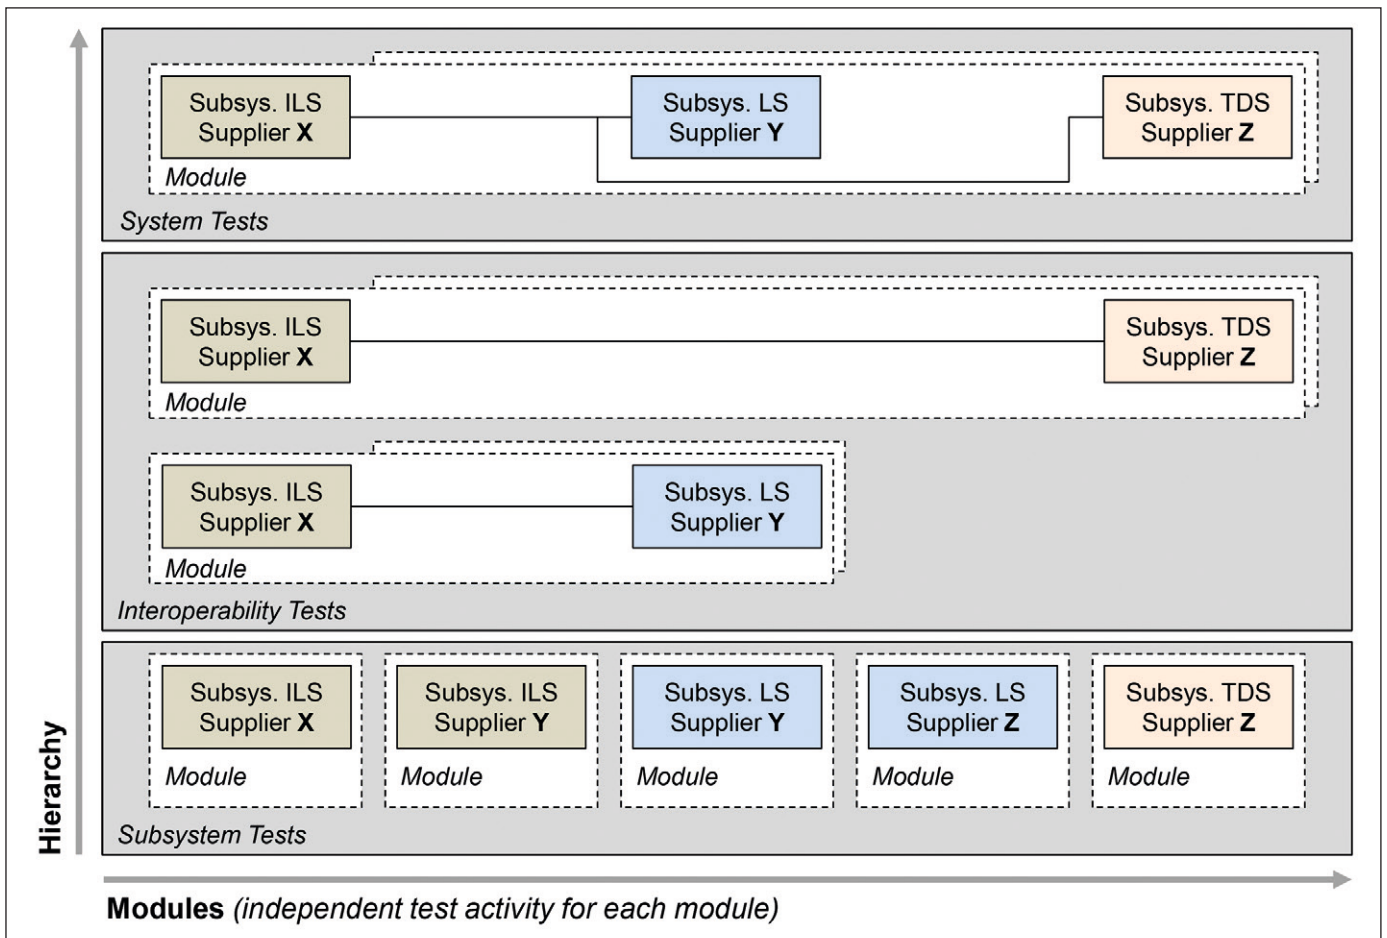 Subsys. ILS
Supplier X
Subsys. LS
Supplier Y
Subsys. TDS
Supplier Z
Module
System Tests
Subsys. ILS
Supplier X
Subsys. TDS
Supplier Z
Module
Subsys. ILS
Supplier X
Subsys. LS
Supplier Y
Module
Interoperability Tests
Subsys. ILS
Supplier X
Module
Subsys. ILS
Supplier Y
Module
Subsys. LS
Supplier Y
Module
Subsys. LS
Supplier Z
Module
Subsys. TDS
Supplier Z
Module
Subsystem Tests
Hierarchy
Modules (independent test activity for each module)